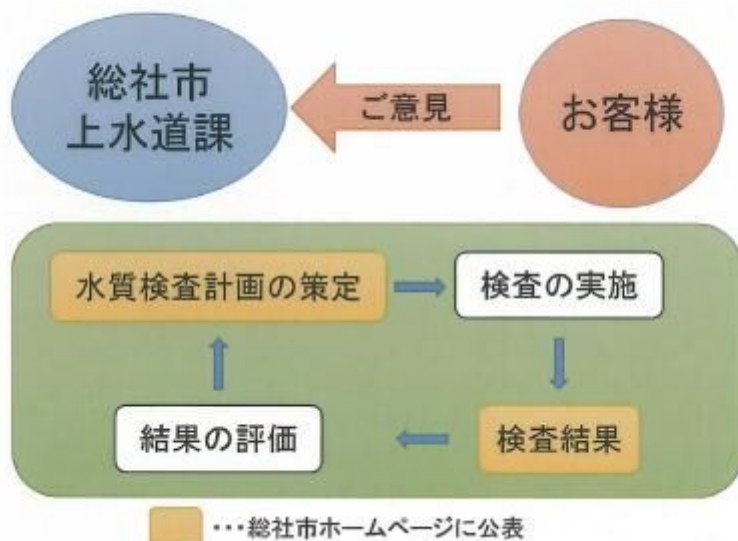 総社市
上水道課
ご意見
お客様
水質検査計画の策定
検査の実施
結果の評価
検査結果
・・・総社市ホームページに公表